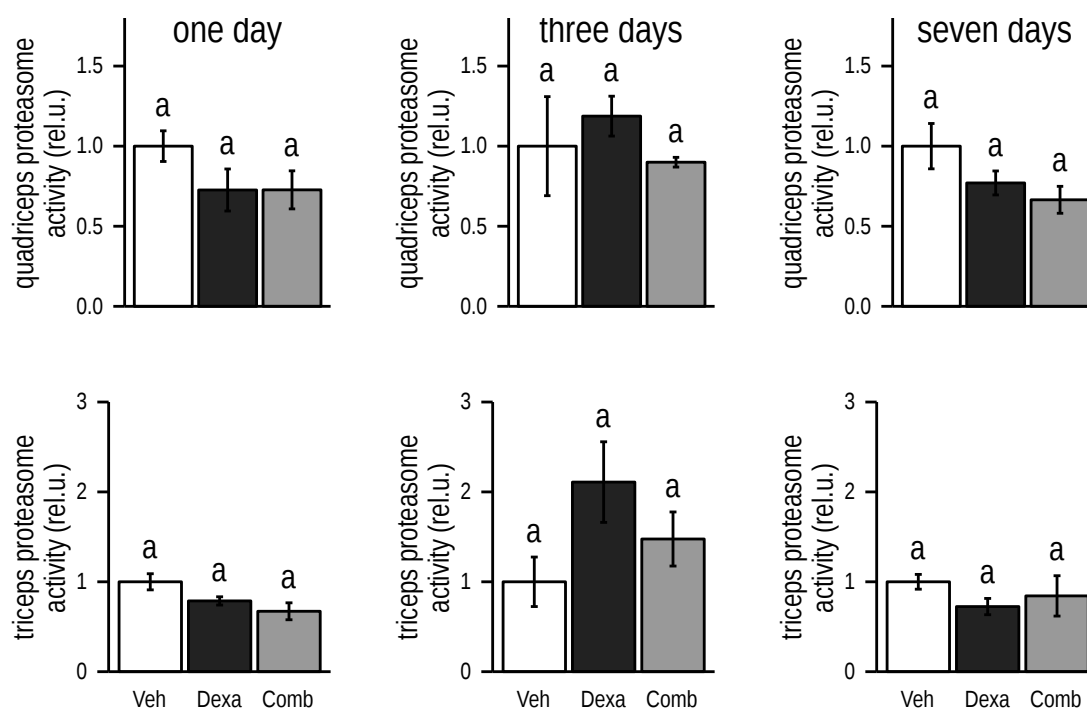 one day
quadriceps proteasome
activity (rel.u.)
1.5
1.0
0.5
0.0
a
a
a
three days
quadriceps proteasome
activity (rel.u.)
1.5
1.0
0.5
0.0
a
a
a
seven days
quadriceps proteasome
activity (rel.u.)
1.5
1.0
0.5
0.0
a
a
a
triceps proteasome
activity (rel.u.)
3
2
1
0
a
a
a
Veh Dexa Comb
triceps proteasome
activity (rel.u.)
3
2
1
0
a
a
a
Veh Dexa Comb
triceps proteasome
activity (rel.u.)
3
2
1
0
a
a
a
Veh Dexa Comb